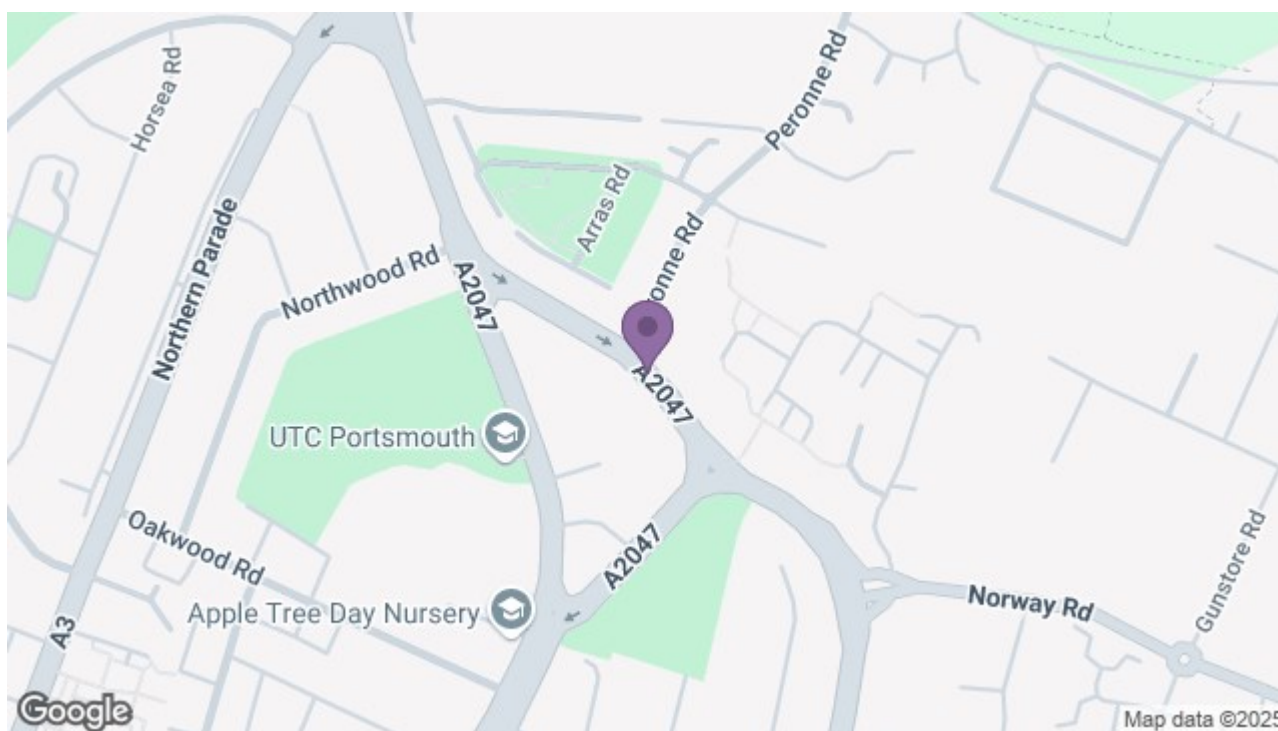 Horsea Rd
Peronne Rd
Arras Rd
onne Rd
Northern Parade
Northwood Rd
A2047
A2047
UTC Portsmouth
Oakwood Rd
A2047
Apple Tree Day Nursery
Norway Rd
Gunstore Rd
A3
Google
Map data ©2025